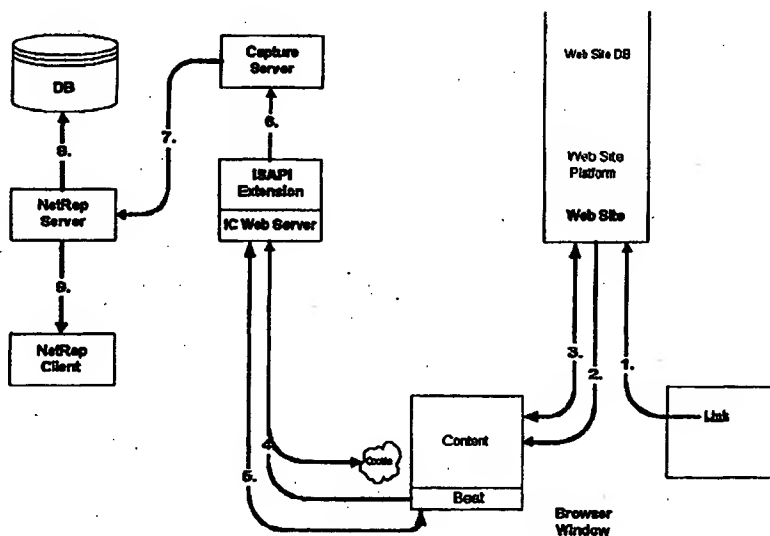 DB
Capture
Server
Web Site DB
7.
6.
8.
ISAPI
Extension
IC Web Server
Web Site
Platform
Web Site
NetRep
Server
9.
NetRep
Client
3.
2.
1.
Link
Content
Cookie
4.
5.
Beat
Browser
Window